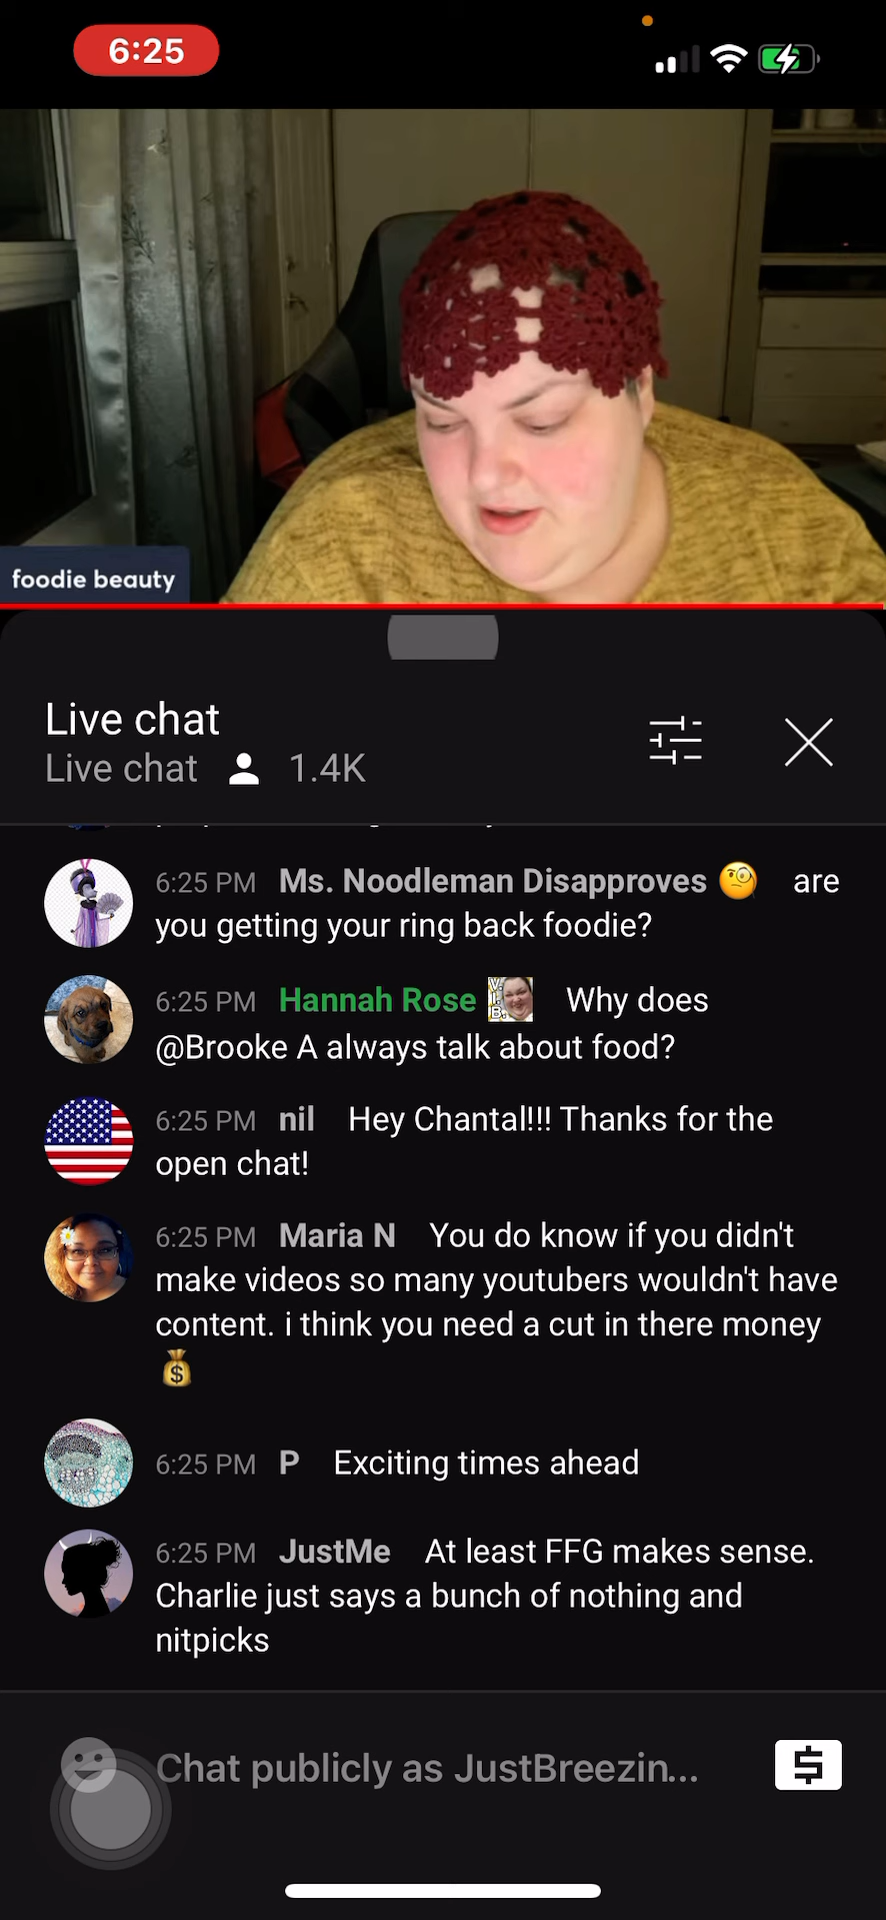 6:25
foodie beauty
Live chat
Live chat 1.4K
6:25 PM Ms. Noodleman Disapproves 🧐 are
you getting your ring back foodie?
6:25 PM Hannah Rose Why does
@Brooke A always talk about food?
6:25 PM nil Hey Chantal!!! Thanks for the
open chat!
6:25 PM Maria N You do know if you didn't
make videos so many youtubers wouldn't have
content. i think you need a cut in there money
💰
6:25 PM P Exciting times ahead
6:25 PM JustMe At least FFG makes sense.
Charlie just says a bunch of nothing and
nitpicks
Chat publicly as JustBreezin...